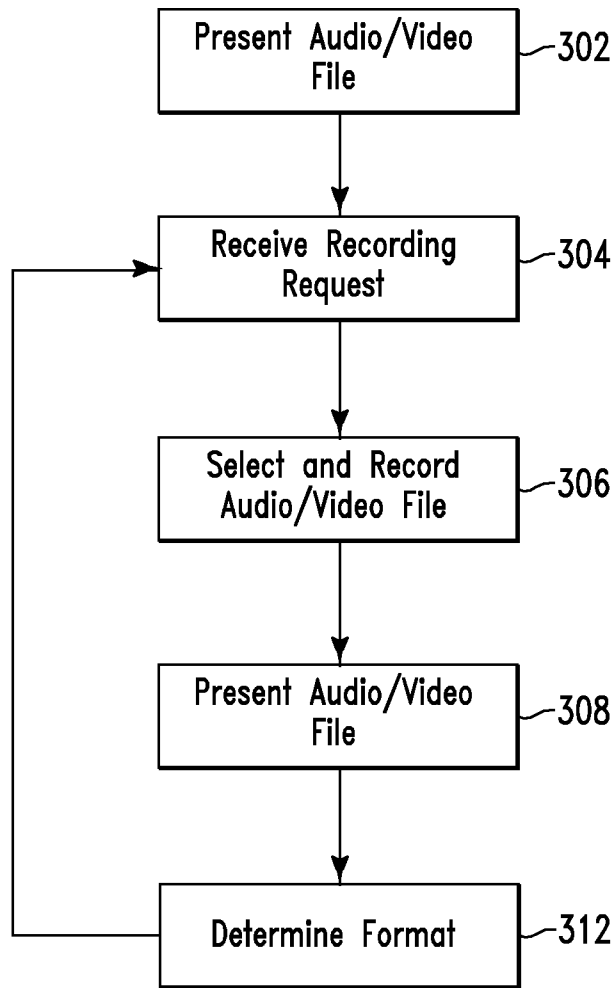 Present Audio/Video
File
302
Receive Recording
Request
304
Select and Record
Audio/Video File
306
Present Audio/Video
File
308
Determine Format
312